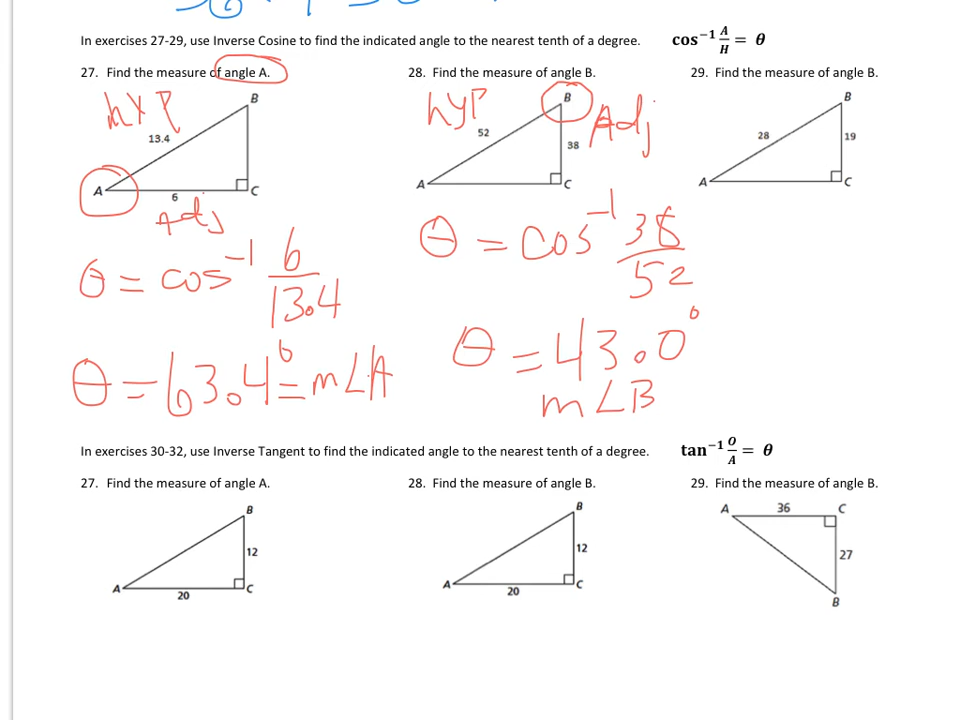 In exercises 27-29, use Inverse Cosine to find the indicated angle to the nearest tenth of a degree. cos⁻¹ A/H = θ
27. Find the measure of angle A. 28. Find the measure of angle B. 29. Find the measure of angle B.
hyp B hyp B Adj B
13.4 52 38 28 19
A 6 C A C A C
Adj
θ = cos⁻¹ 6/13.4 θ = cos⁻¹ 38/52
θ = 63.4° = m∠A θ = 43.0°
m∠B
In exercises 30-32, use Inverse Tangent to find the indicated angle to the nearest tenth of a degree. tan⁻¹ O/A = θ
27. Find the measure of angle A. 28. Find the measure of angle B. 29. Find the measure of angle B.
B B A 36 C
12 12 27
A 20 C A 20 C B